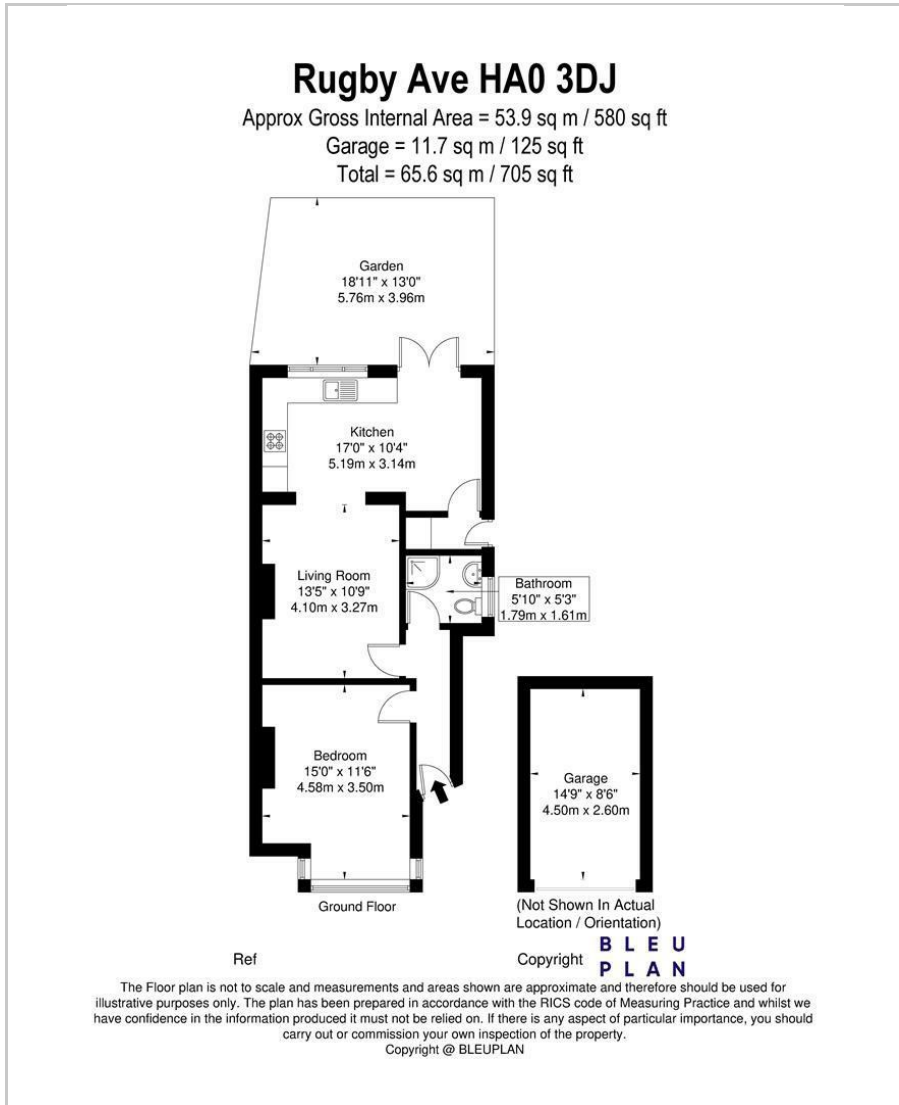 Rugby Ave HA0 3DJ
Approx Gross Internal Area = 53.9 sq m / 580 sq ft
Garage = 11.7 sq m / 125 sq ft
Total = 65.6 sq m / 705 sq ft
Garden
18'11" x 13'0"
5.76m x 3.96m
Kitchen
17'0" x 10'4"
5.19m x 3.14m
Living Room
13'5" x 10'9"
4.10m x 3.27m
Bathroom
5'10" x 5'3"
1.79m x 1.61m
Bedroom
15'0" x 11'6"
4.58m x 3.50m
Garage
14'9" x 8'6"
4.50m x 2.60m
Ground Floor
(Not Shown In Actual
Location / Orientation)
Ref
Copyright
BLEU
PLAN
The Floor plan is not to scale and measurements and areas shown are approximate and therefore should be used for
illustrative purposes only. The plan has been prepared in accordance with the RICS code of Measuring Practice and whilst we
have confidence in the information produced it must not be relied on. If there is any aspect of particular importance, you should
carry out or commission your own inspection of the property.
Copyright @ BLEUPLAN